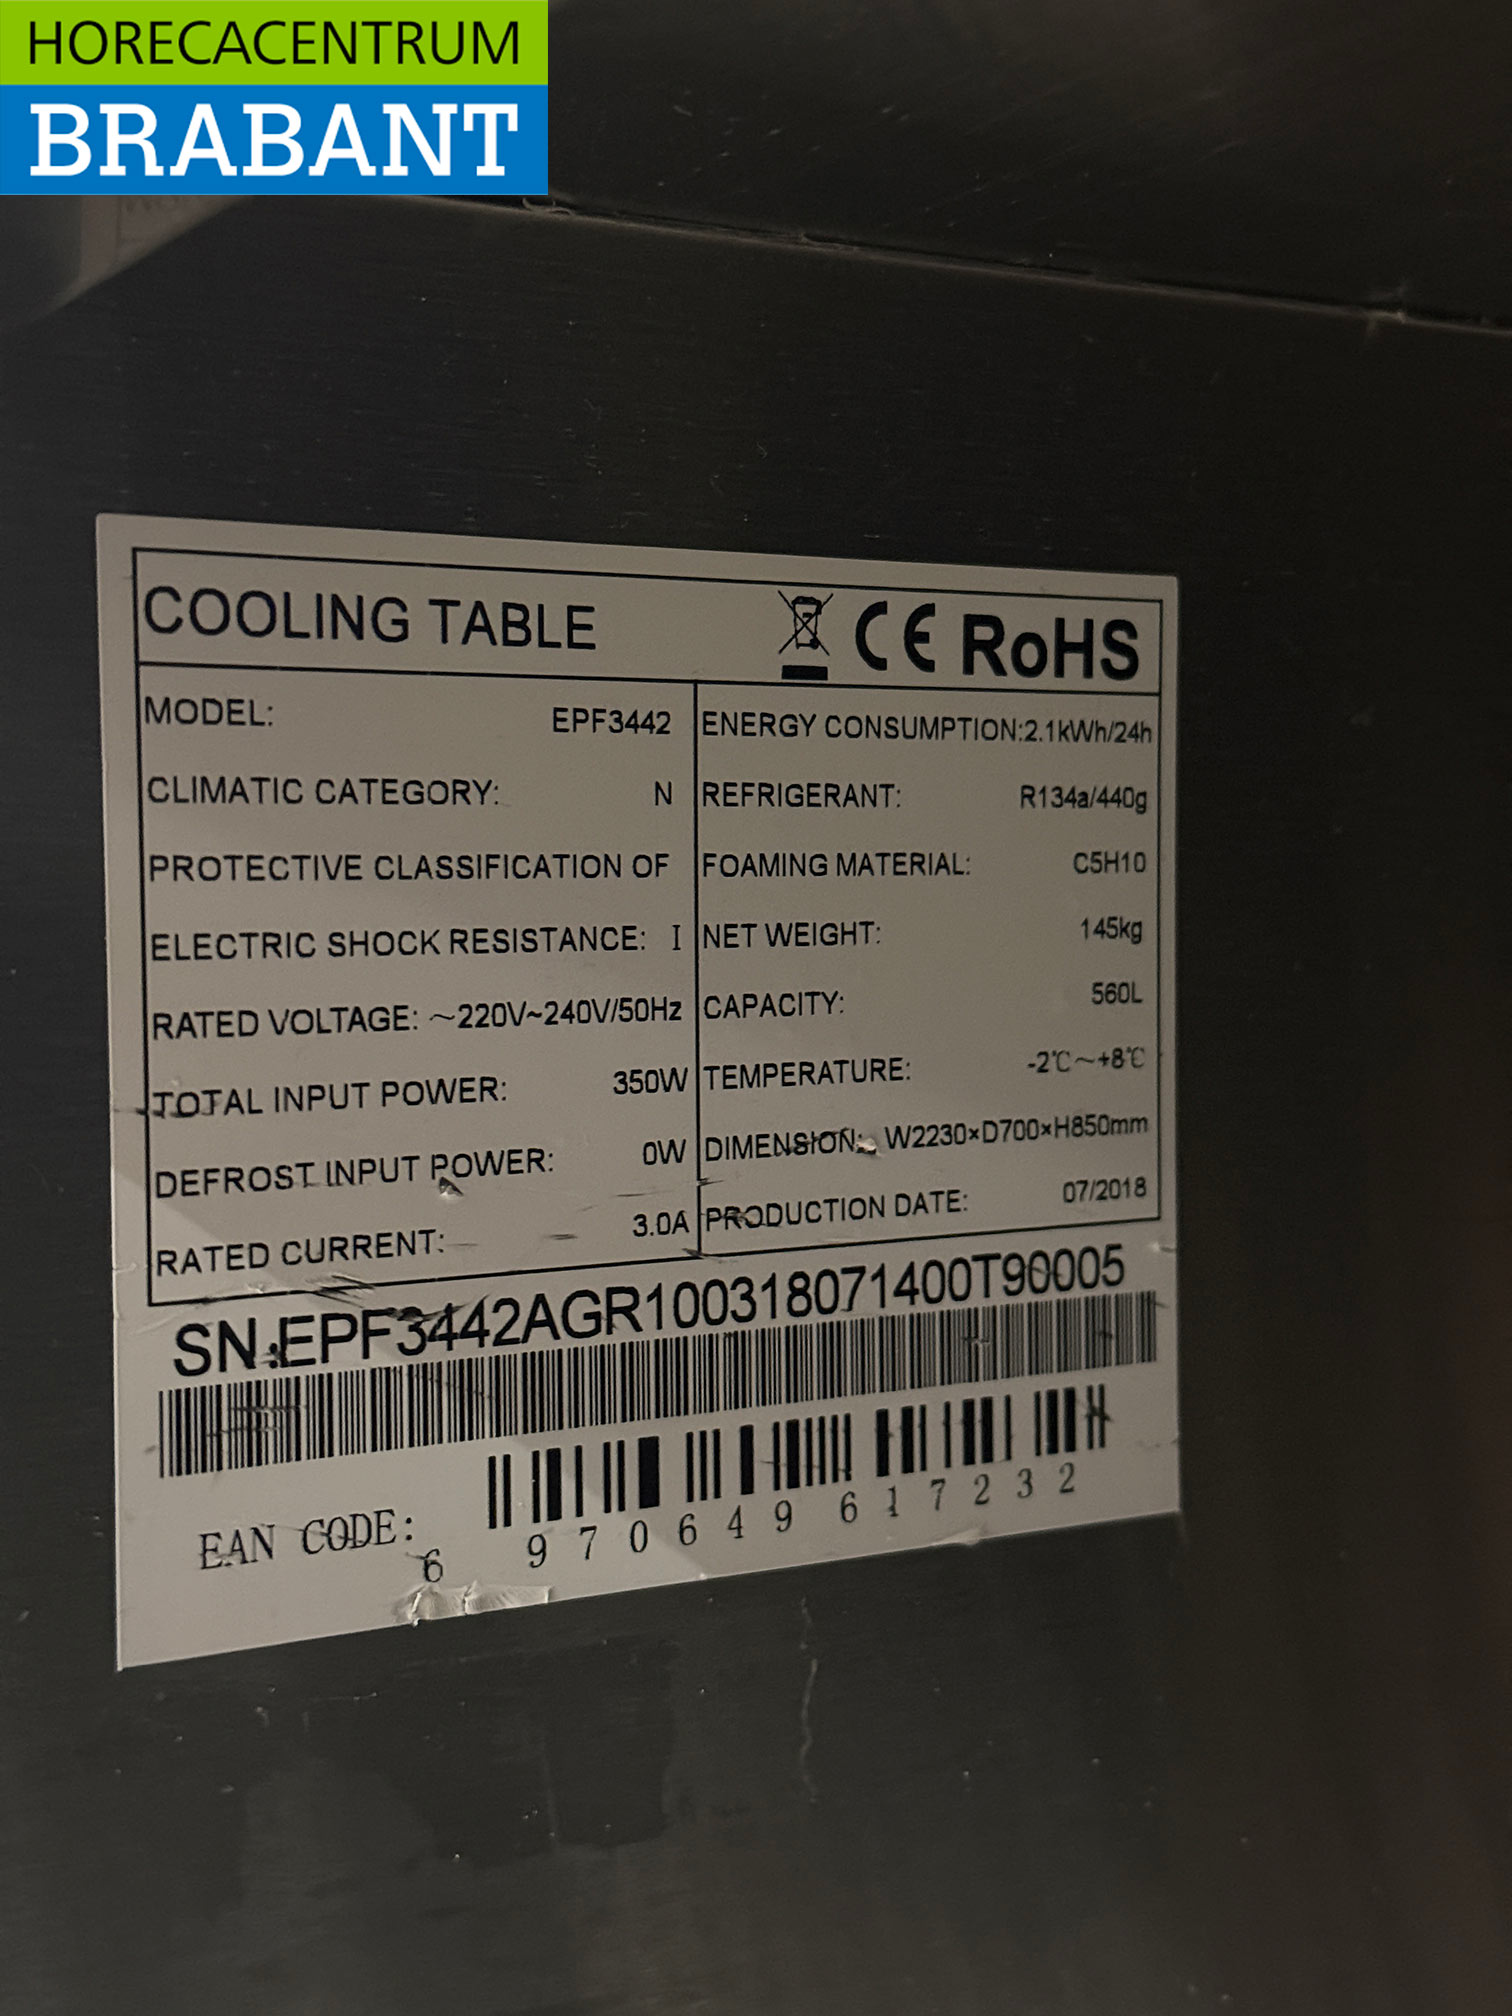 HORECACENTRUM
BRABANT
COOLING TABLE CE RoHS
MODEL: EPF3442
CLIMATIC CATEGORY: N
PROTECTIVE CLASSIFICATION OF
ELECTRIC SHOCK RESISTANCE: I
RATED VOLTAGE: ~220V~240V/50Hz
TOTAL INPUT POWER: 350W
DEFROST INPUT POWER: 0W
RATED CURRENT: 3.0A
ENERGY CONSUMPTION:2.1kWh/24h
REFRIGERANT: R134a/440g
FOAMING MATERIAL: C5H10
NET WEIGHT: 145kg
CAPACITY: 560L
TEMPERATURE: -2℃~+8℃
DIMENSION: W2230×D700×H850mm
PRODUCTION DATE: 07/2018
SN:EPF3442AGR100318071400T90005
EAN CODE: 6 970649 617232